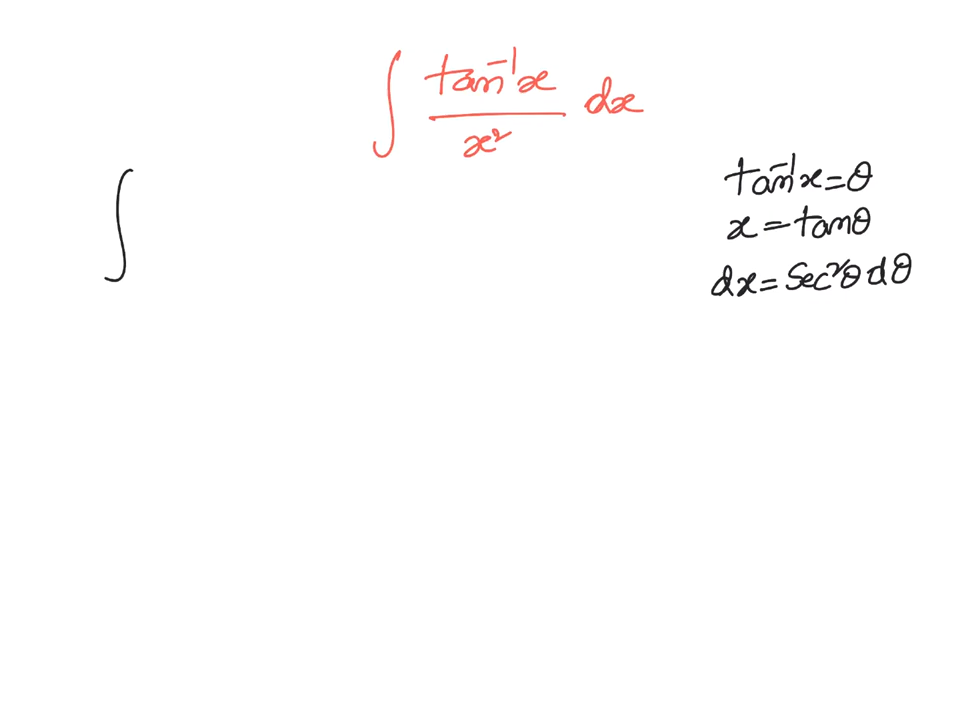 ∫ tan⁻¹x / x² dx
tan⁻¹x = θ
x = tanθ
dx = Sec²θ dθ
∫